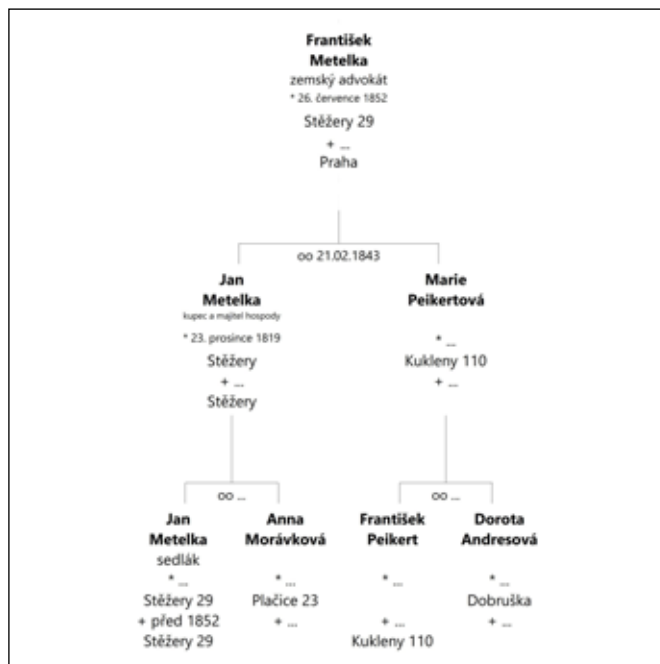 František
Metelka
zemský advokát
* 26. července 1852
Stěžery 29
+ ...
Praha
oo 21.02.1843
Jan
Metelka
kupec a majitel hospody
* 23. prosince 1819
Stěžery
+ ...
Stěžery
Marie
Peikertová
* ...
Kukleny 110
+ ...
oo ...
Jan
Metelka
sedlák
* ...
Stěžery 29
+ před 1852
Stěžery 29
Anna
Morávková
* ...
Plačice 23
+ ...
oo ...
František
Peikert
* ...
+ ...
Kukleny 110
Dorota
Andresová
* ...
Dobruška
+ ...